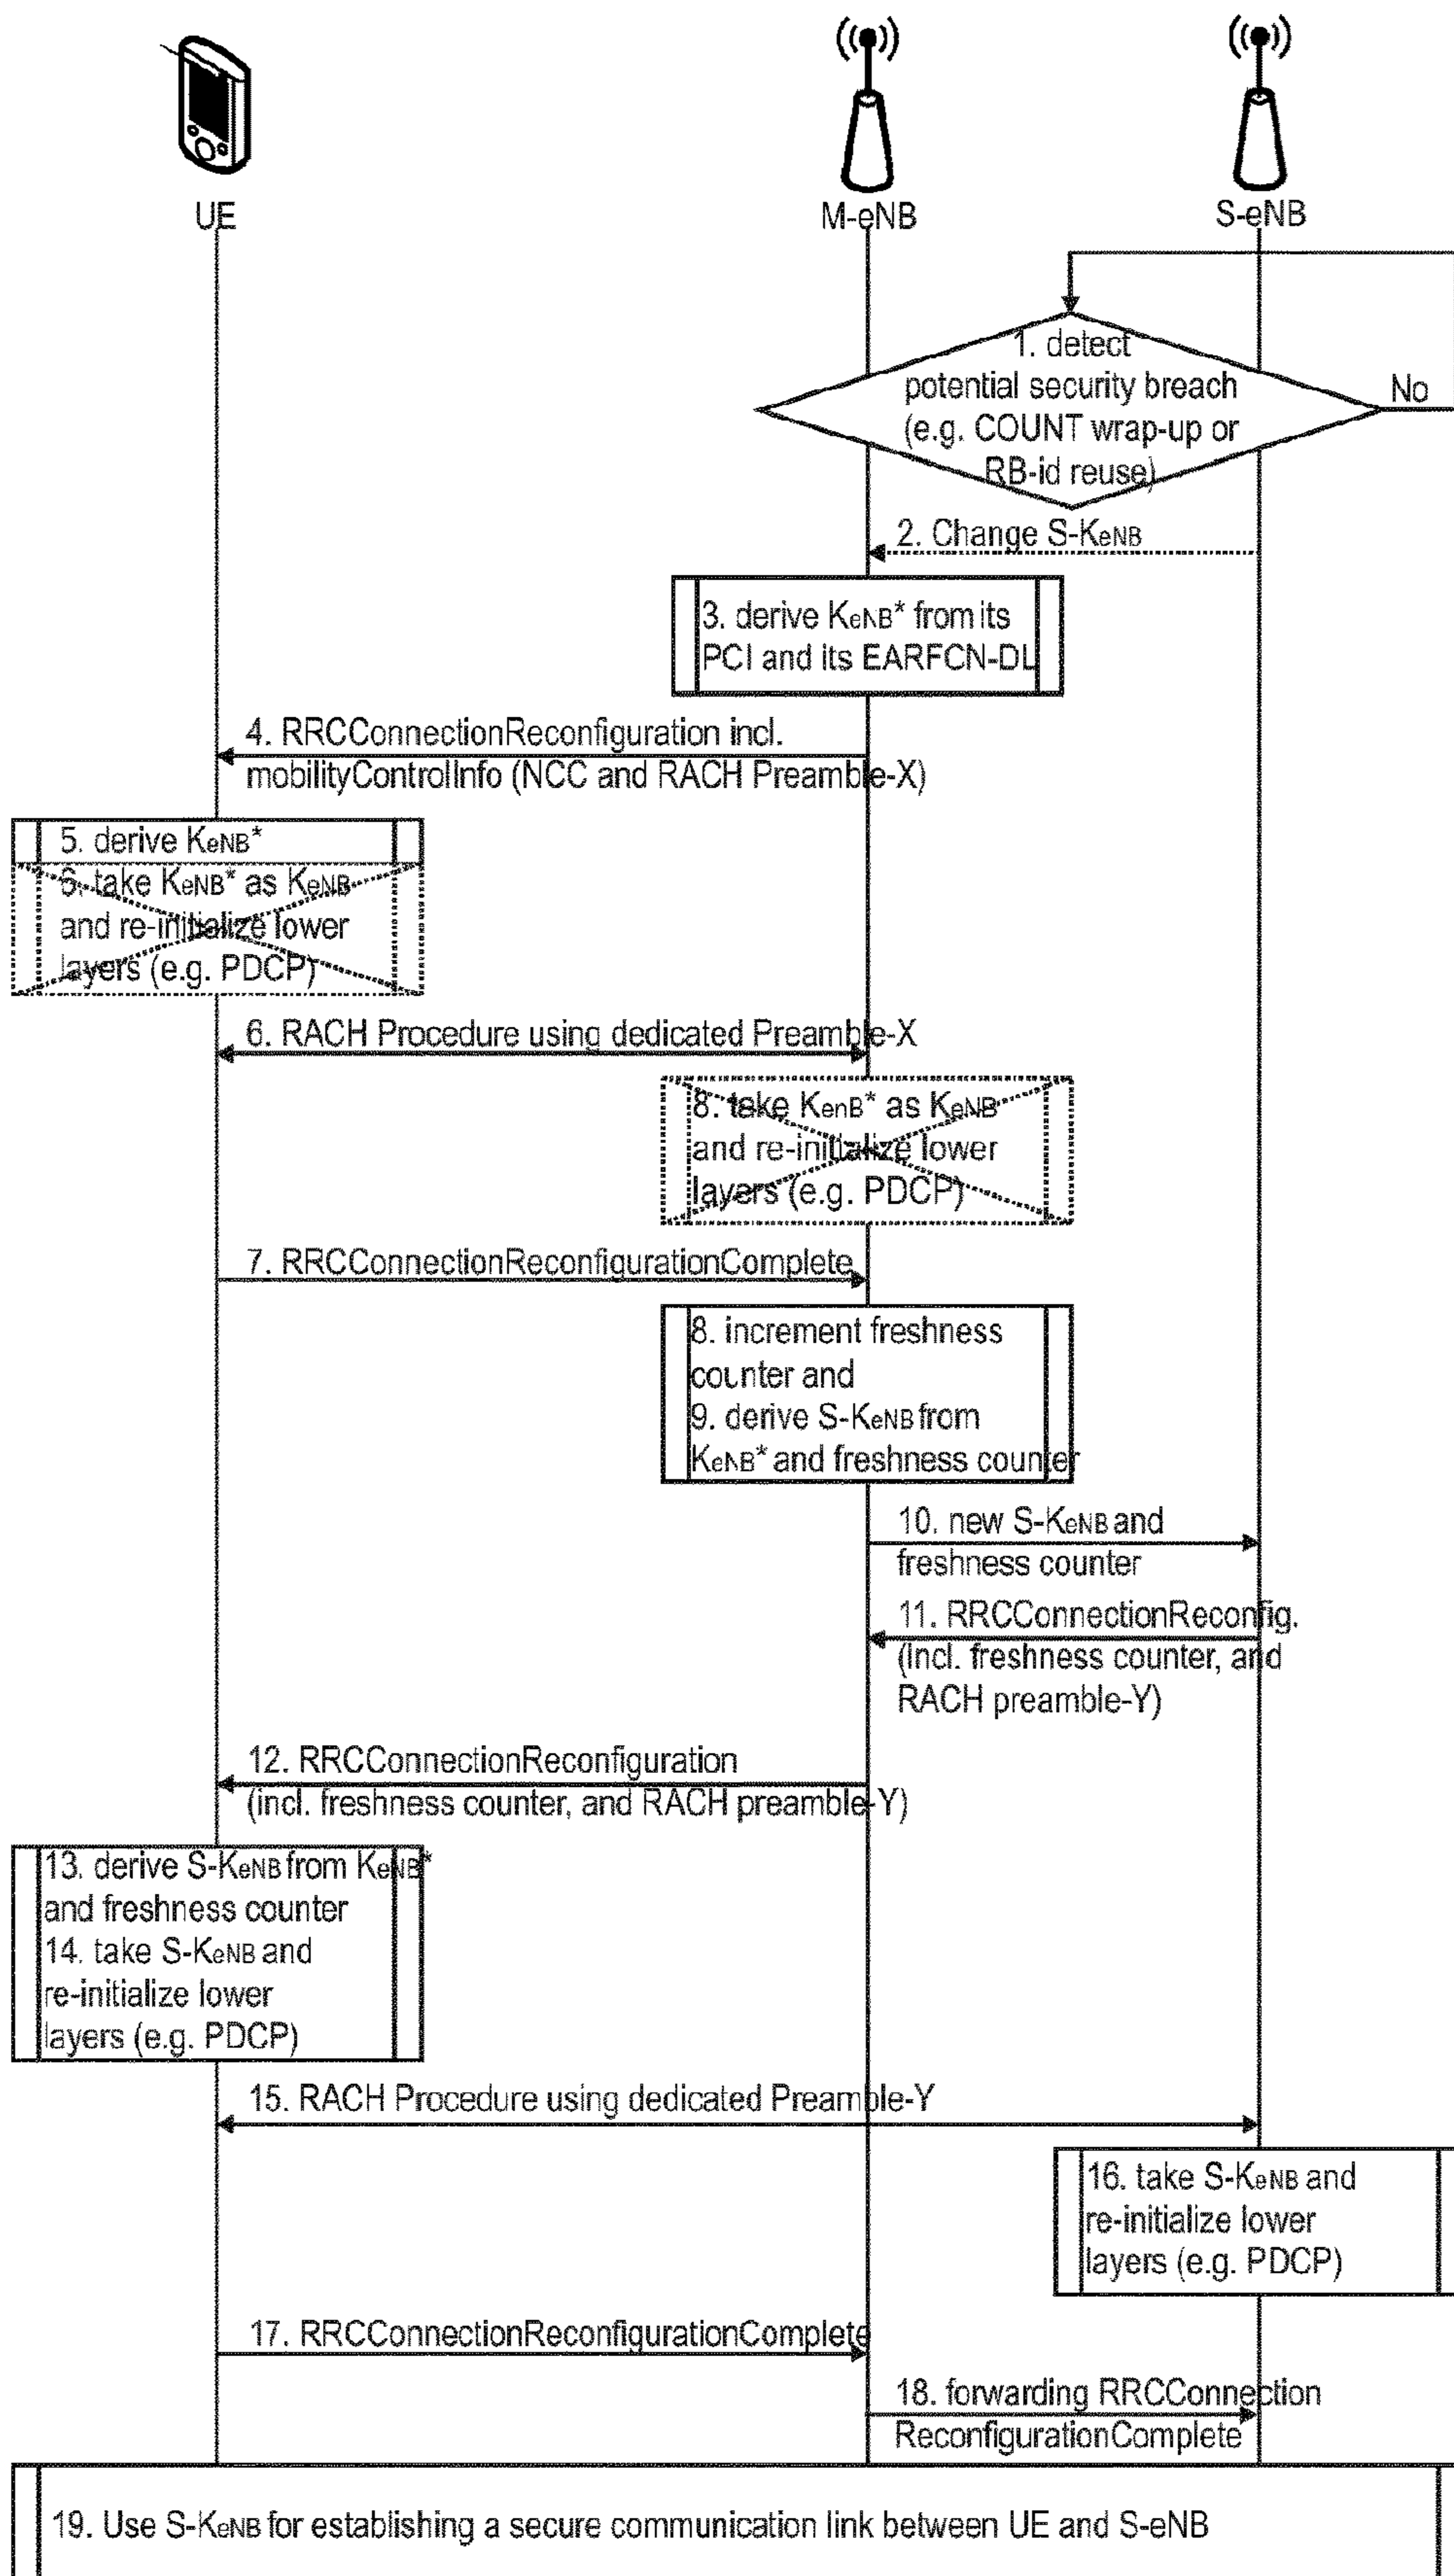 UE
M-eNB
S-eNB
1. detect
potential security breach
(e.g. COUNT wrap-up or
RB-id reuse)
No
2. Change S-KeNB
3. derive KeNB* from its
PCI and its EARFCN-DL
4. RRCConnectionReconfiguration incl.
mobilityControlInfo (NCC and RACH Preamble-X)
5. derive KeNB*
6. take KeNB* as KeNB
and re-initialize lower
layers (e.g. PDCP)
6. RACH Procedure using dedicated Preamble-X
8. take KenB* as KeNB
and re-initialize lower
layers (e.g. PDCP)
7. RRCConnectionReconfigurationComplete
8. increment freshness
counter and
9. derive S-KeNB from
KeNB* and freshness counter
10. new S-KeNB and
freshness counter
11. RRCConnectionReconfig.
(Incl. freshness counter, and
RACH preamble-Y)
12. RRCConnectionReconfiguration
(incl. freshness counter, and RACH preamble-Y)
13. derive S-KeNB from KeNB*
and freshness counter
14. take S-KeNB and
re-initialize lower
layers (e.g. PDCP)
15. RACH Procedure using dedicated Preamble-Y
16. take S-KeNB and
re-initialize lower
layers (e.g. PDCP)
17. RRCConnectionReconfigurationComplete
18. forwarding RRCConnection
ReconfigurationComplete
19. Use S-KeNB for establishing a secure communication link between UE and S-eNB